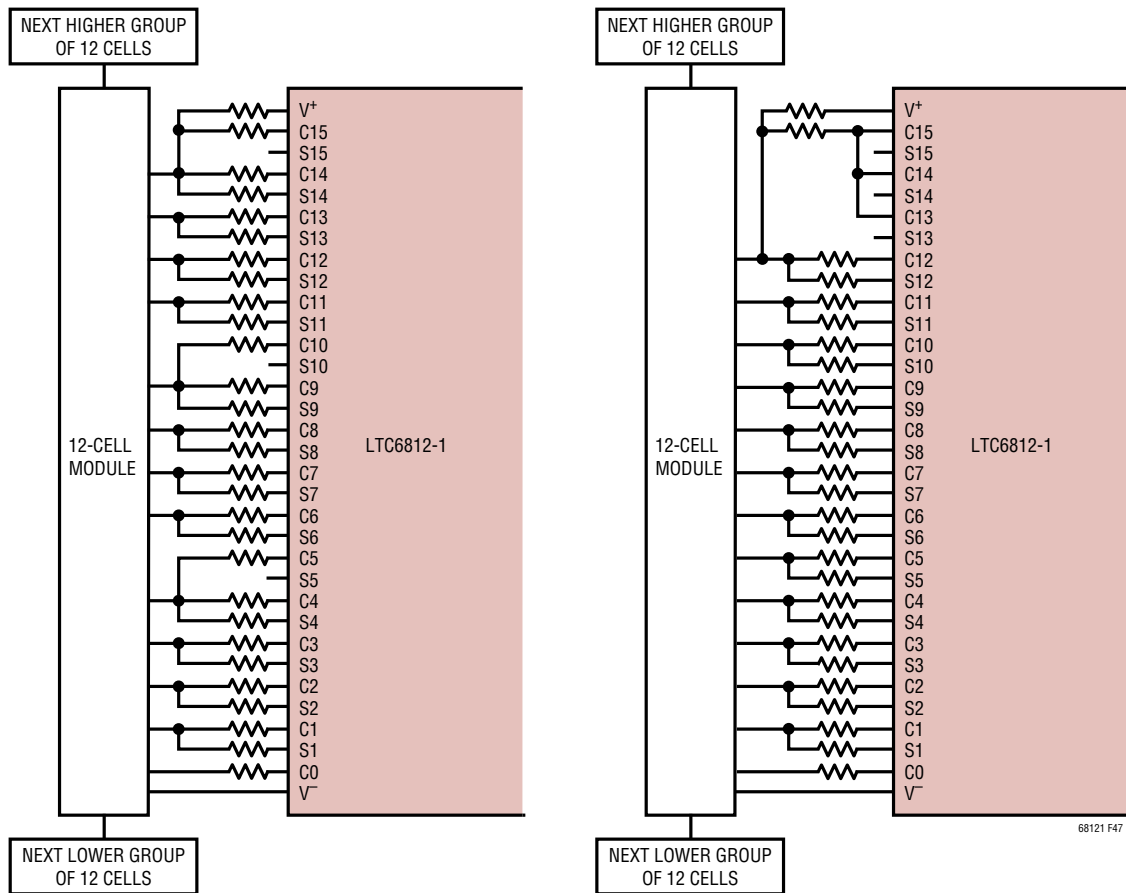 NEXT HIGHER GROUP
OF 12 CELLS
12-CELL
MODULE
LTC6812-1
V+
C15
S15
C14
S14
C13
S13
C12
S12
C11
S11
C10
S10
C9
S9
C8
S8
C7
S7
C6
S6
C5
S5
C4
S4
C3
S3
C2
S2
C1
S1
C0
V–
NEXT LOWER GROUP
OF 12 CELLS
NEXT HIGHER GROUP
OF 12 CELLS
12-CELL
MODULE
LTC6812-1
V+
C15
S15
C14
S14
C13
S13
C12
S12
C11
S11
C10
S10
C9
S9
C8
S8
C7
S7
C6
S6
C5
S5
C4
S4
C3
S3
C2
S2
C1
S1
C0
V–
NEXT LOWER GROUP
OF 12 CELLS
68121 F47